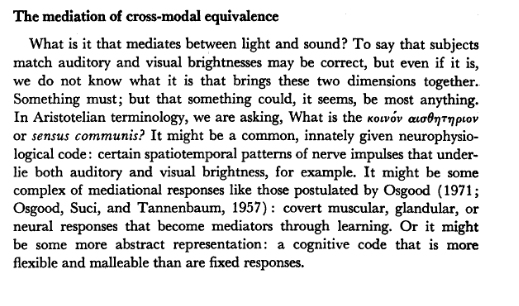 The mediation of cross-modal equivalence
What is it that mediates between light and sound? To say that subjects
match auditory and visual brightnesses may be correct, but even if it is,
we do not know what it is that brings these two dimensions together.
Something must; but that something could, it seems, be most anything.
In Aristotelian terminology, we are asking, What is the κοινόν αισθητηριον
or sensus communis? It might be a common, innately given neurophysio-
logical code: certain spatiotemporal patterns of nerve impulses that under-
lie both auditory and visual brightness, for example. It might be some
complex of mediational responses like those postulated by Osgood (1971;
Osgood, Suci, and Tannenbaum, 1957): covert muscular, glandular, or
neural responses that become mediators through learning. Or it might
be some more abstract representation: a cognitive code that is more
flexible and malleable than are fixed responses.